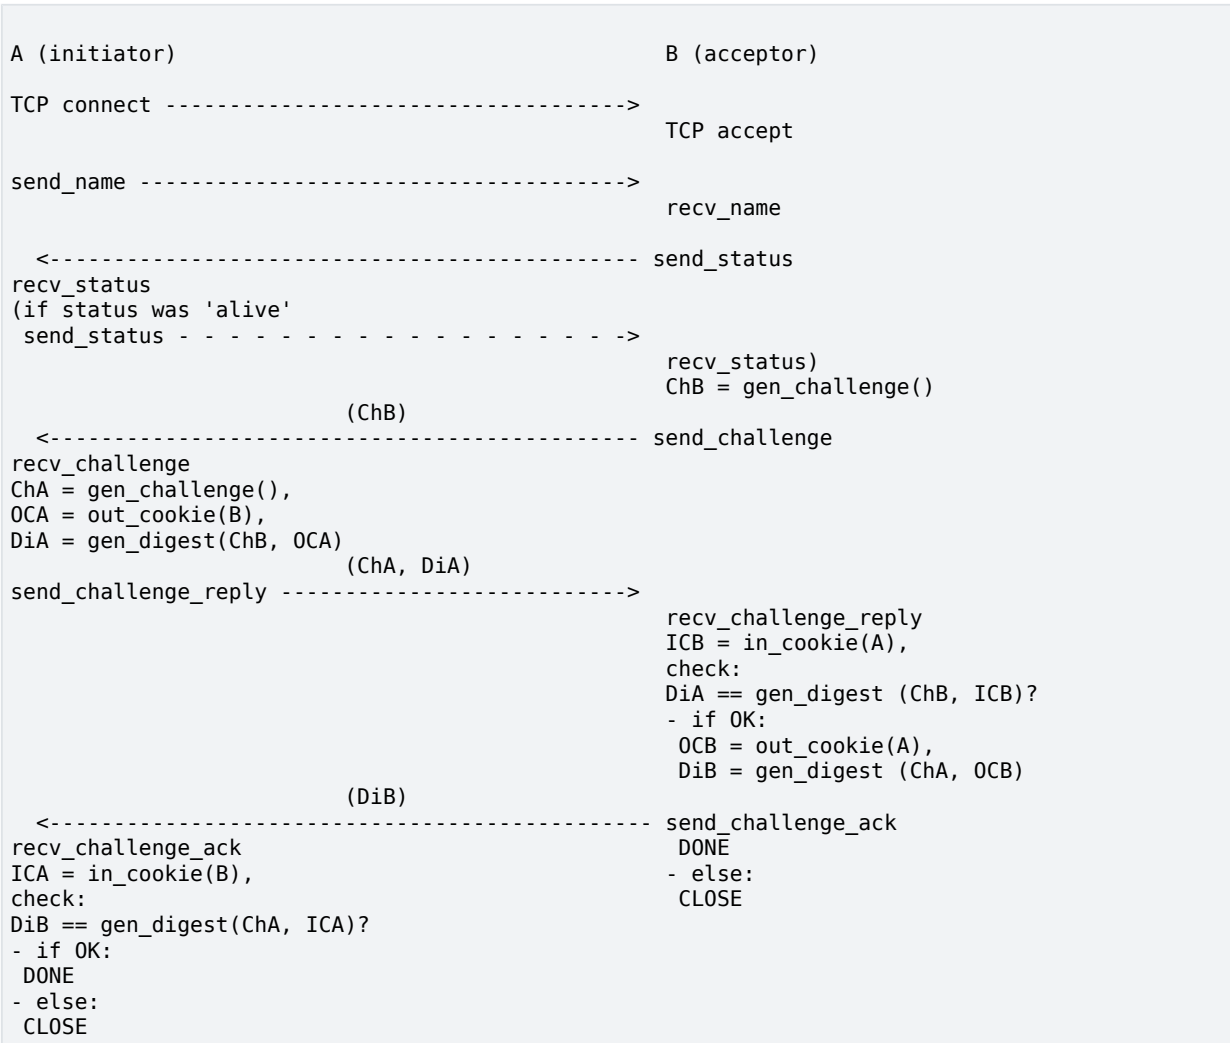 A (initiator)                                      B (acceptor)
TCP connect ------------------------------------>
                                                   TCP accept
send_name -------------------------------------->
                                                   recv_name
  <---------------------------------------------- send_status
recv_status
(if status was 'alive'
 send_status - - - - - - - - - - - - - - - - - ->
                                                   recv_status)
                                                   ChB = gen_challenge()
                          (ChB)
  <---------------------------------------------- send_challenge
recv_challenge
ChA = gen_challenge(),
OCA = out_cookie(B),
DiA = gen_digest(ChB, OCA)
                          (ChA, DiA)
send_challenge_reply --------------------------->
                                                   recv_challenge_reply
                                                   ICB = in_cookie(A),
                                                   check:
                                                   DiA == gen_digest (ChB, ICB)?
                                                   - if OK:
                                                    OCB = out_cookie(A),
                                                    DiB = gen_digest (ChA, OCB)
                          (DiB)
  <----------------------------------------------- send_challenge_ack
recv_challenge_ack                                  DONE
ICA = in_cookie(B),                                - else:
check:                                              CLOSE
DiB == gen_digest(ChA, ICA)?
- if OK:
 DONE
- else:
 CLOSE